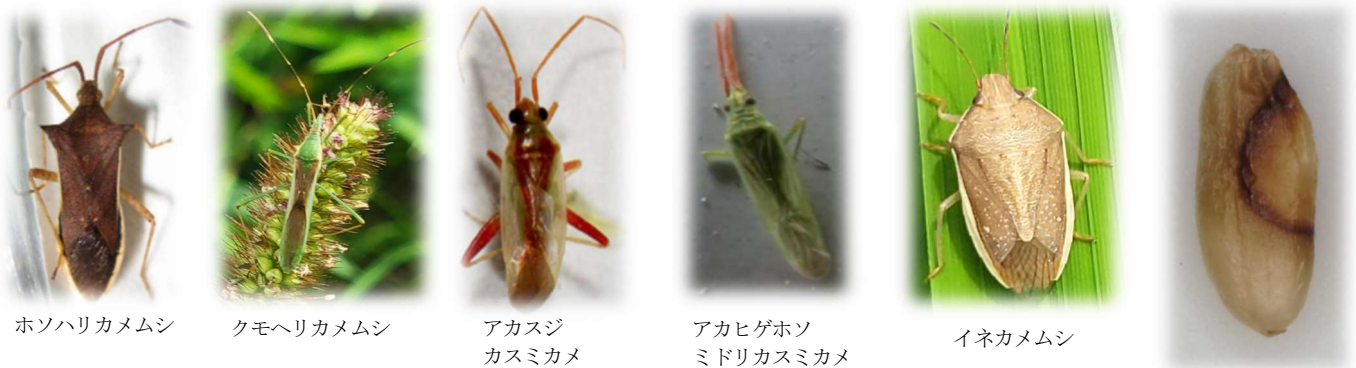 ホソハリカメムシ
クモヘリカメムシ
アカスジ
カスミカメ
アカヒゲホソ
ミドリカスミカメ
イネカメムシ